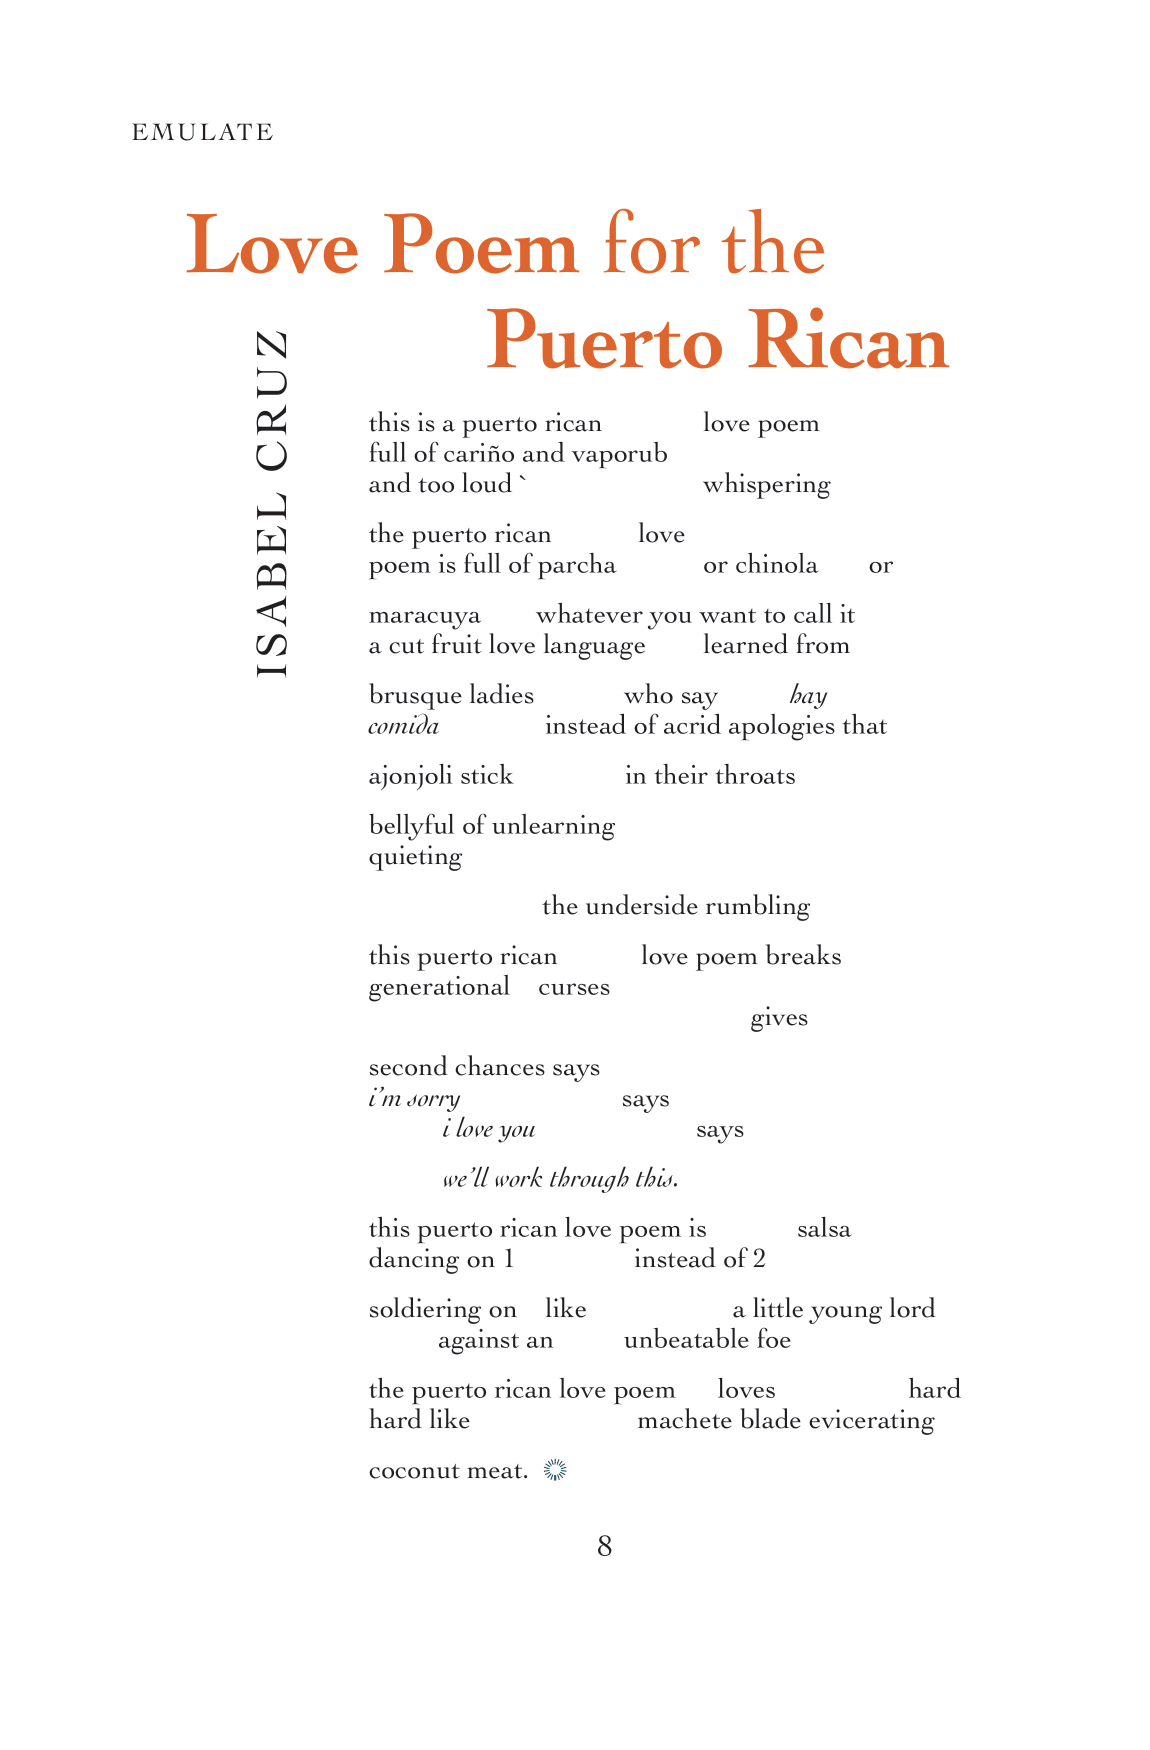 EMULATE
Love Poem for the
Puerto Rican
ISABEL CRUZ
this is a puerto rican love poem
full of cariño and vaporub
and too loud ` whispering
the puerto rican love
poem is full of parcha or chinola or
maracuya whatever you want to call it
a cut fruit love language learned from
brusque ladies who say hay
comida instead of acrid apologies that
ajonjoli stick in their throats
bellyful of unlearning
quieting
the underside rumbling
this puerto rican love poem breaks
generational curses
gives
second chances says
i’m sorry says
i love you says
we’ll work through this.
this puerto rican love poem is salsa
dancing on 1 instead of 2
soldiering on like a little young lord
against an unbeatable foe
the puerto rican love poem loves hard
hard like machete blade evicerating
coconut meat.
8